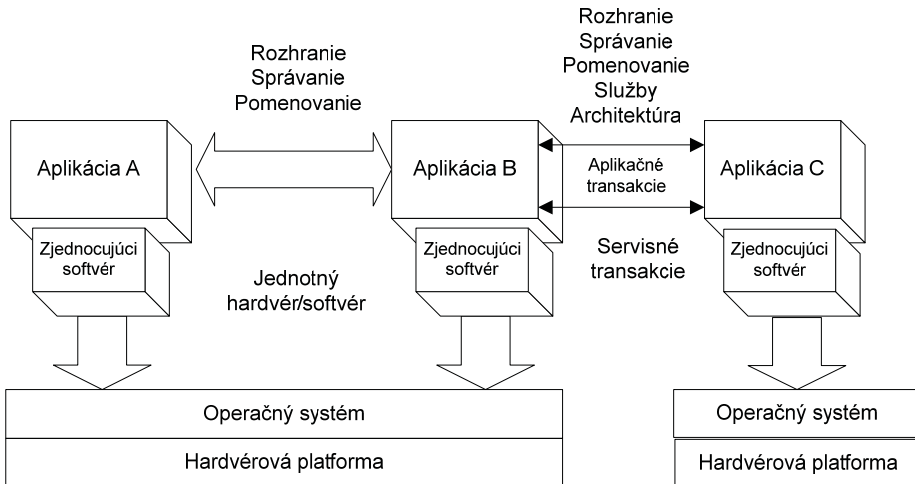 Rozhranie
Správanie
Pomenovanie
Rozhranie
Správanie
Pomenovanie
Služby
Architektúra
Aplikácia A
Aplikácia B
Aplikačné
transakcie
Aplikácia C
Zjednocujúci
softvér
Jednotný
hardvér/softvér
Zjednocujúci
softvér
Servisné
transakcie
Zjednocujúci
softvér
Operačný systém
Hardvérová platforma
Operačný systém
Hardvérová platforma